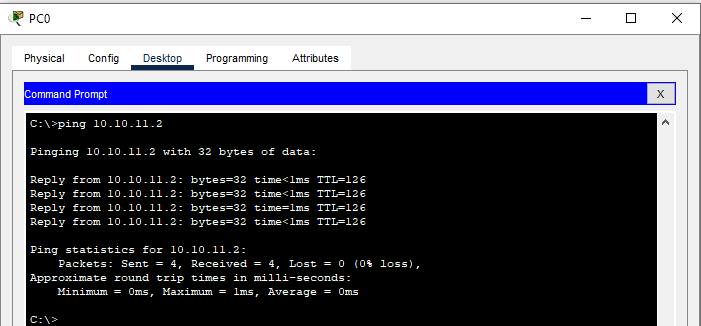 PC0
Physical Config Desktop Programming Attributes
Command Prompt X
C:\>ping 10.10.11.2
Pinging 10.10.11.2 with 32 bytes of data:
Reply from 10.10.11.2: bytes=32 time<1ms TTL=126
Reply from 10.10.11.2: bytes=32 time<1ms TTL=126
Reply from 10.10.11.2: bytes=32 time=1ms TTL=126
Reply from 10.10.11.2: bytes=32 time<1ms TTL=126
Ping statistics for 10.10.11.2:
Packets: Sent = 4, Received = 4, Lost = 0 (0% loss),
Approximate round trip times in milli-seconds:
Minimum = 0ms, Maximum = 1ms, Average = 0ms
C:\>